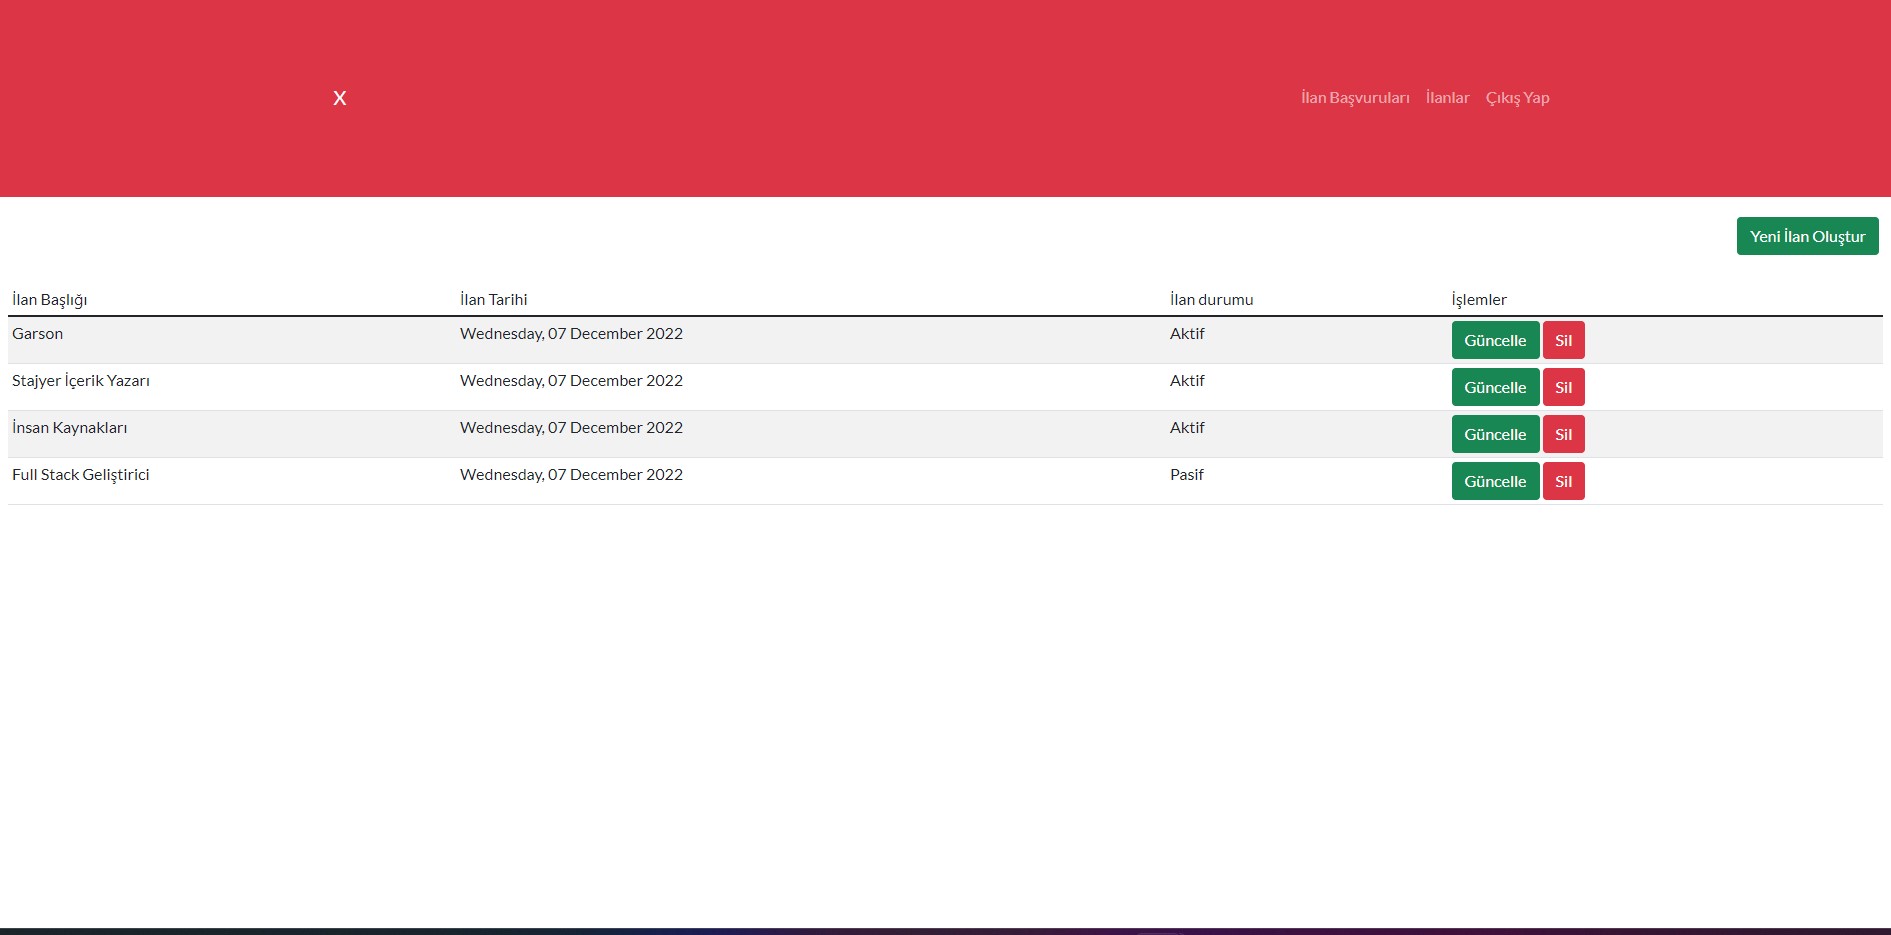 X İlan Başvuruları İlanlar Çıkış Yap
Yeni İlan Oluştur
İlan Başlığı İlan Tarihi İlan durumu İşlemler
Garson Wednesday, 07 December 2022 Aktif Güncelle Sil
Stajyer İçerik Yazarı Wednesday, 07 December 2022 Aktif Güncelle Sil
İnsan Kaynakları Wednesday, 07 December 2022 Aktif Güncelle Sil
Full Stack Geliştirici Wednesday, 07 December 2022 Pasif Güncelle Sil